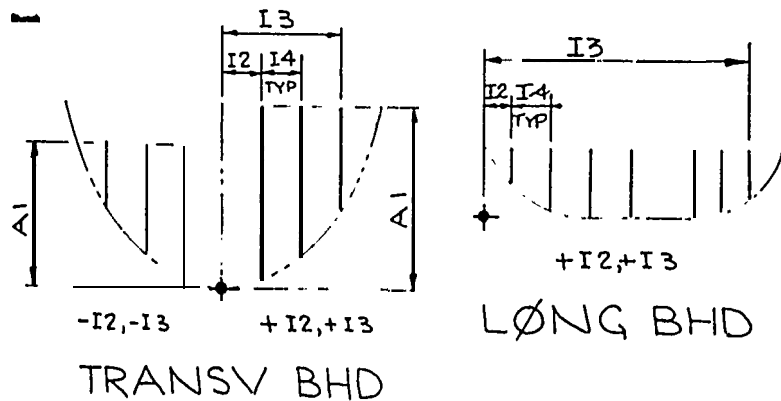 I3
I2 I4
TYP
A1
A1
-I2,-I3
+I2,+I3
TRANSV BHD
I3
I2 I4
TYP
+I2,+I3
LØNG BHD